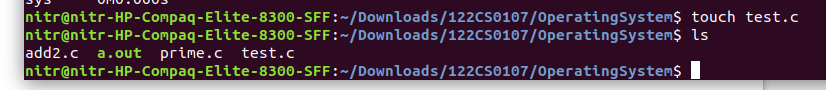 nitr@nitr-HP-Compaq-Elite-8300-SFF:~/Downloads/122CS0107/OperatingSystem$ touch test.c
nitr@nitr-HP-Compaq-Elite-8300-SFF:~/Downloads/122CS0107/OperatingSystem$ ls
add2.c  a.out  prime.c  test.c
nitr@nitr-HP-Compaq-Elite-8300-SFF:~/Downloads/122CS0107/OperatingSystem$